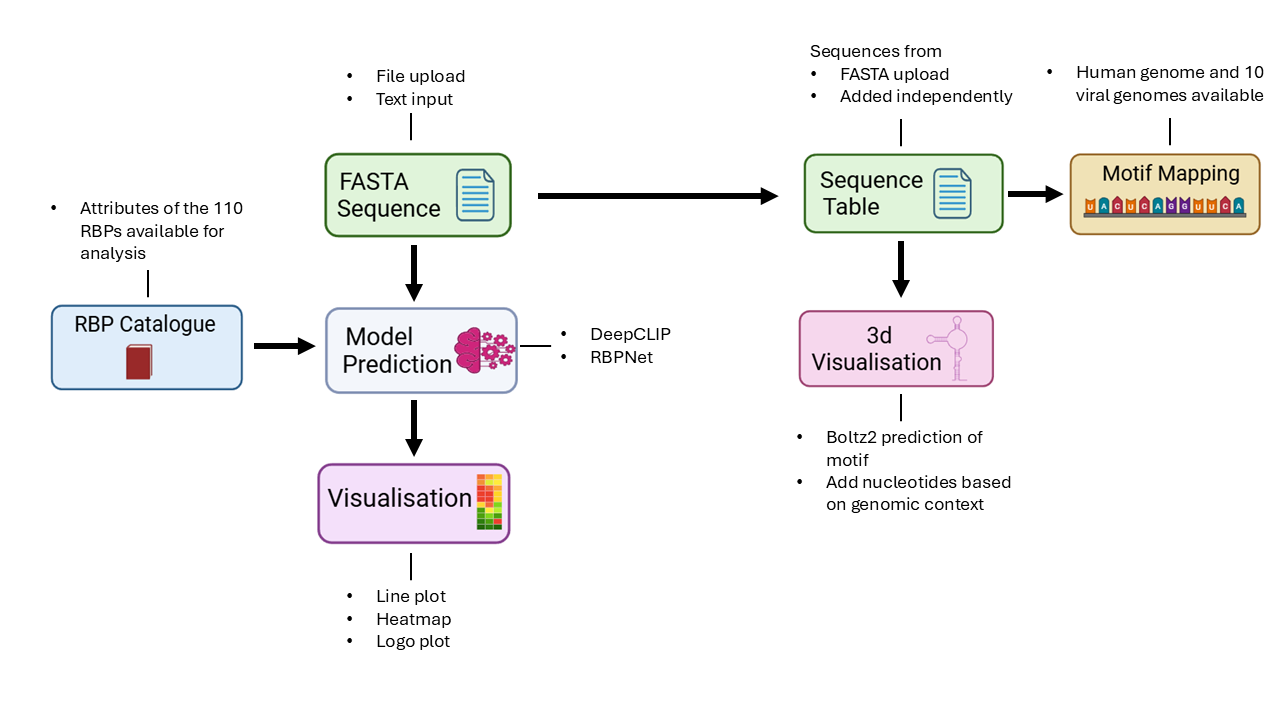 • File upload
• Text input
FASTA
Sequence
Sequences from
• FASTA upload
• Added independently
Sequence
Table
• Human genome and 10
viral genomes available
Motif Mapping
UACUCAGGUUCA
• Attributes of the 110
RBPs available for
analysis
RBP Catalogue
Model
Prediction
• DeepCLIP
• RBPNet
3d
Visualisation
• Boltz2 prediction of
motif
• Add nucleotides based
on genomic context
Visualisation
• Line plot
• Heatmap
• Logo plot